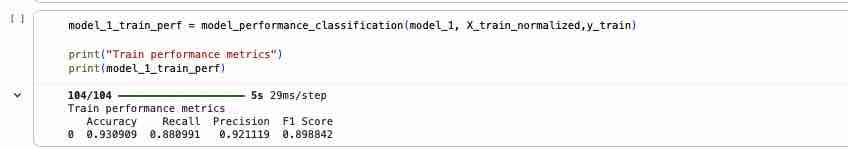 [ ]
model_1_train_perf = model_performance_classification(model_1, X_train_normalized,y_train)
print("Train performance metrics")
print(model_1_train_perf)
104/104 ━━━━━━━━━━━━━━━━━━━━ 5s 29ms/step
Train performance metrics
Accuracy Recall Precision F1 Score
0 0.930909 0.880991 0.921119 0.898842